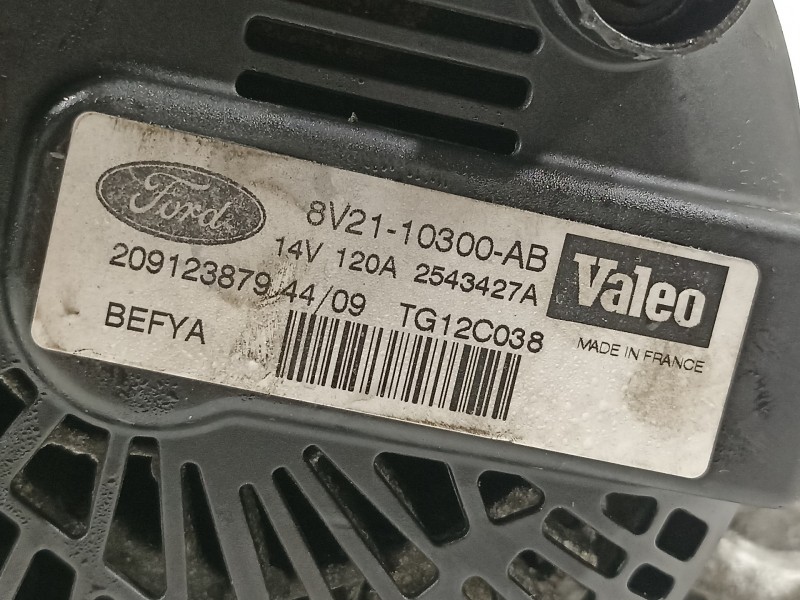 Ford 8V21-10300-AB
14V 120A 2543427A
209123879 44/09 TG12C038
BEFYA
Valeo
MADE IN FRANCE